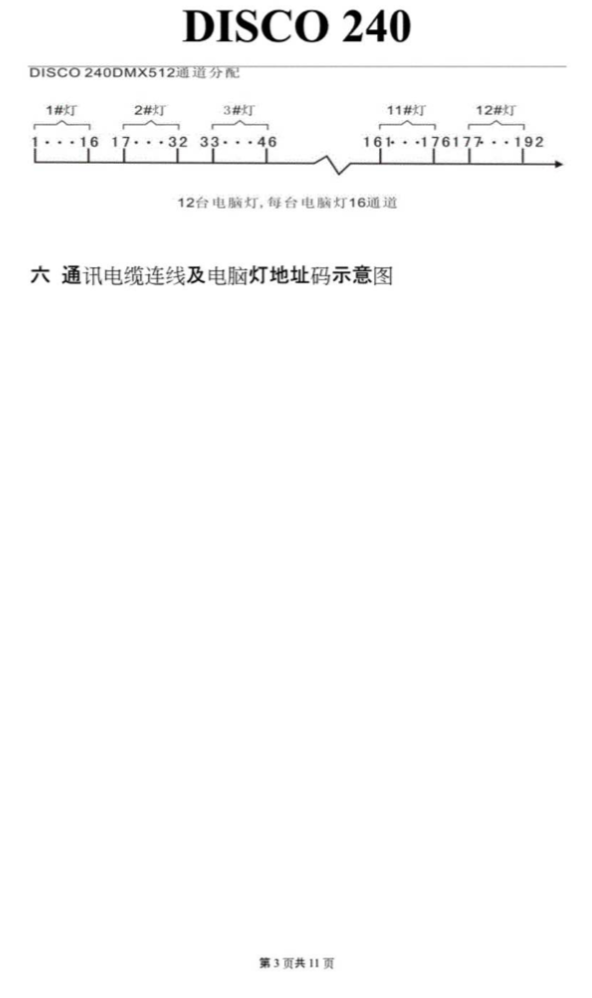 DISCO 240
DISCO 240DMX512通道分配
1#灯 2#灯 3#灯 11#灯 12#灯
1···16 17···32 33···46 161···176 177···192
12台电脑灯,每台电脑灯16通道
六 通讯电缆连线及电脑灯地址码示意图
第 3 页共 11 页